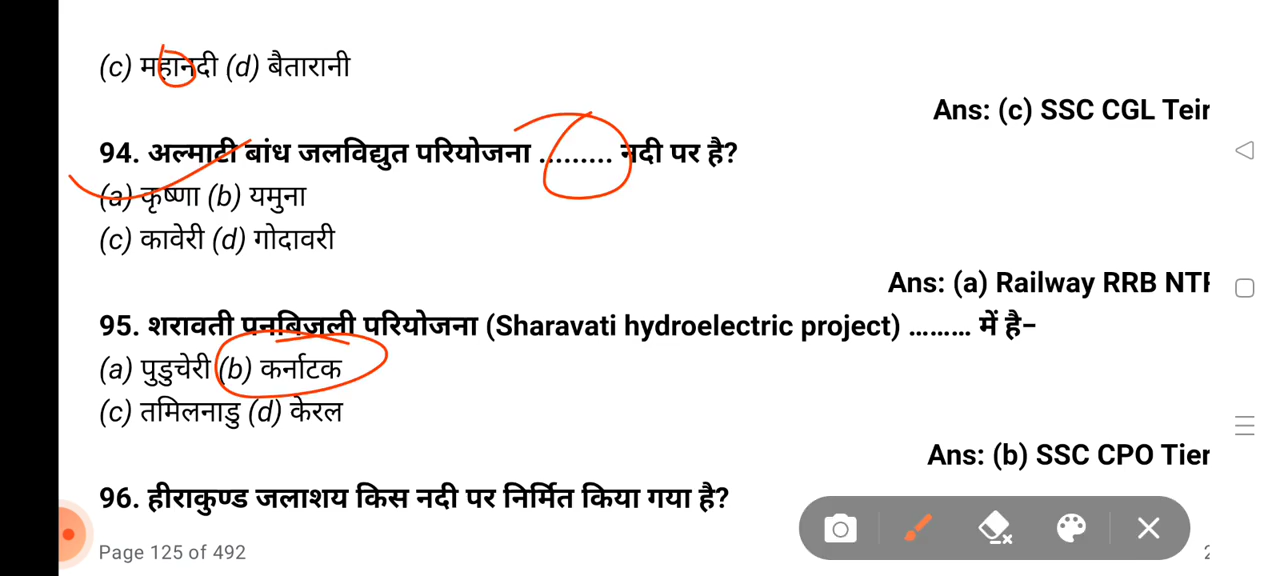 (c) महानदी (d) बैतारानी
Ans: (c) SSC CGL Teir
94. अल्माटी बांध जलविद्युत परियोजना ......... नदी पर है?
(a) कृष्णा (b) यमुना
(c) कावेरी (d) गोदावरी
Ans: (a) Railway RRB NTP
95. शरावती पनबिजली परियोजना (Sharavati hydroelectric project) ......... में है–
(a) पुडुचेरी (b) कर्नाटक
(c) तमिलनाडु (d) केरल
Ans: (b) SSC CPO Tier
96. हीराकुण्ड जलाशय किस नदी पर निर्मित किया गया है?
Page 125 of 492